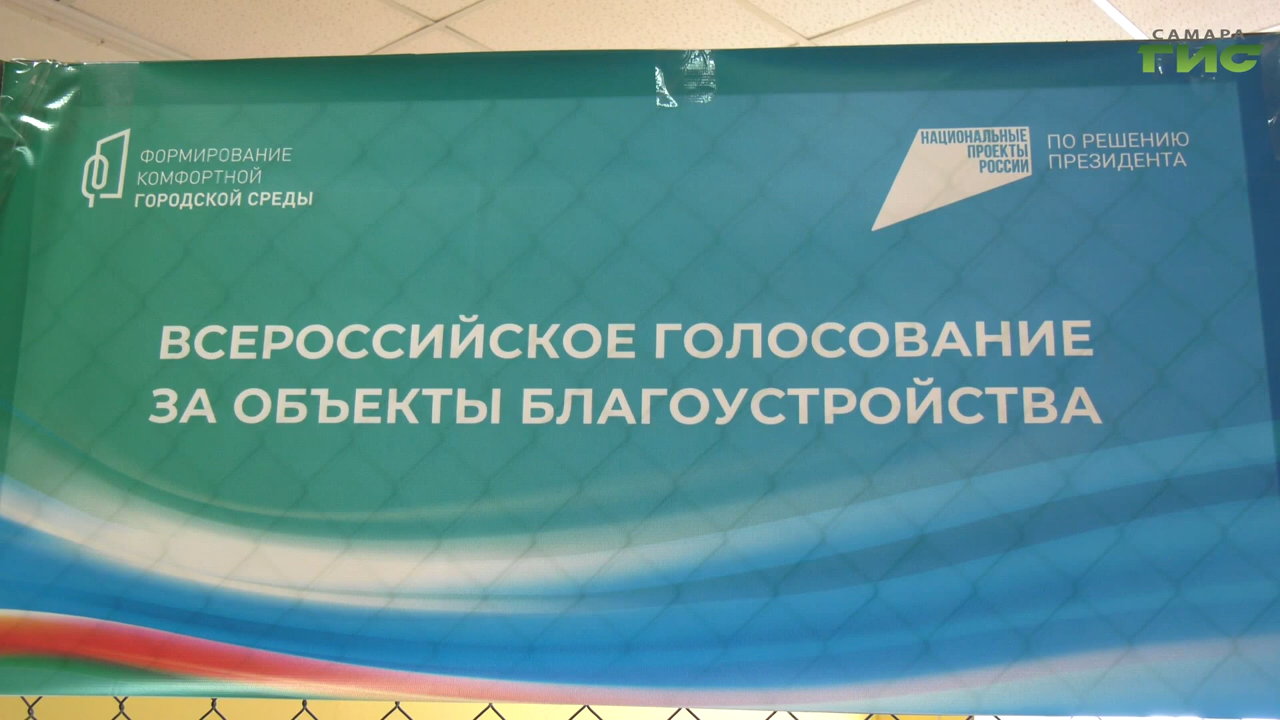 САМАРА
ГИС
ФОРМИРОВАНИЕ
КОМФОРТНОЙ
ГОРОДСКОЙ СРЕДЫ
НАЦИОНАЛЬНЫЕ
ПРОЕКТЫ
РОССИИ
ПО РЕШЕНИЮ
ПРЕЗИДЕНТА
ВСЕРОССИЙСКОЕ ГОЛОСОВАНИЕ
ЗА ОБЪЕКТЫ БЛАГОУСТРОЙСТВА